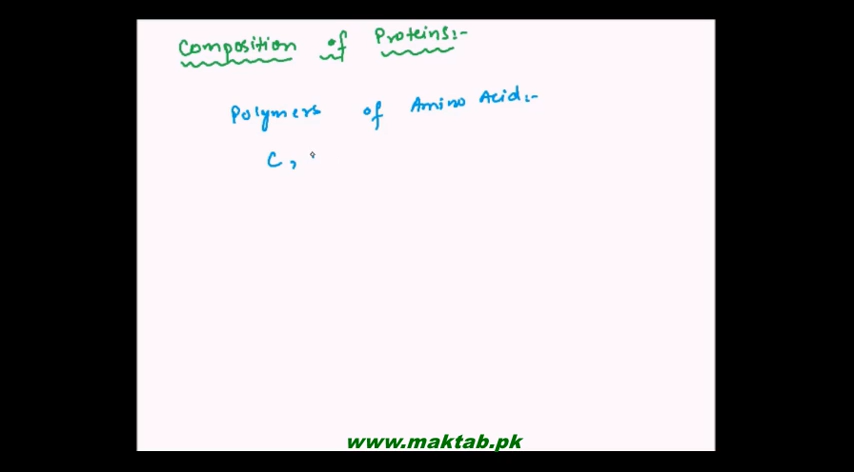 Composition of Proteins:-
Polymers of Amino Acid:-
C,
www.maktab.pk